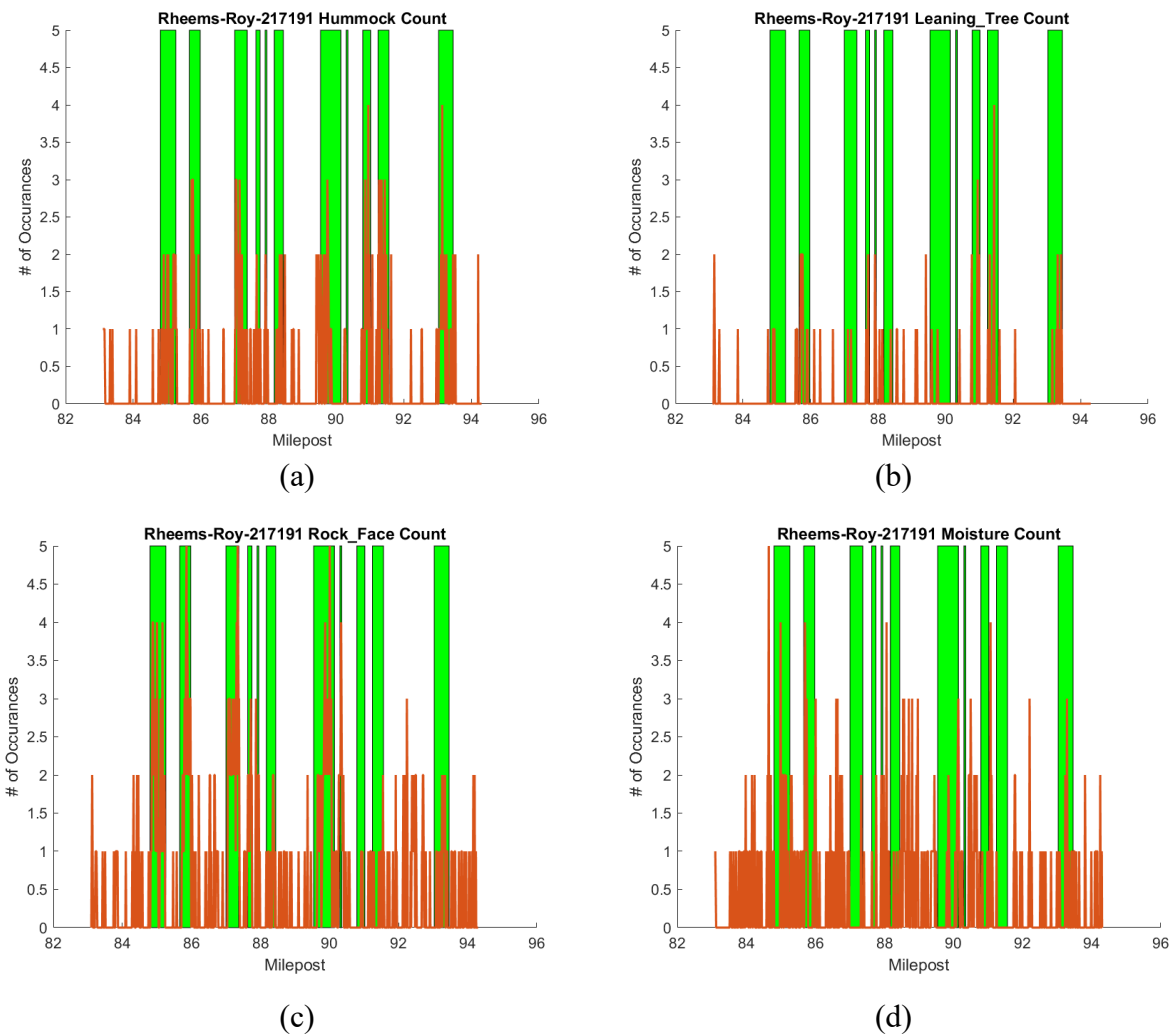 Rheems-Roy-217191 Hummock Count
5
4.5
4
3.5
3
2.5
2
1.5
1
0.5
0
# of Occurances
82 84 86 88 90 92 94 96
Milepost
(a)
Rheems-Roy-217191 Leaning_Tree Count
5
4.5
4
3.5
3
2.5
2
1.5
1
0.5
0
# of Occurances
82 84 86 88 90 92 94 96
Milepost
(b)
Rheems-Roy-217191 Rock_Face Count
5
4.5
4
3.5
3
2.5
2
1.5
1
0.5
0
# of Occurances
82 84 86 88 90 92 94 96
Milepost
(c)
Rheems-Roy-217191 Moisture Count
5
4.5
4
3.5
3
2.5
2
1.5
1
0.5
0
# of Occurances
82 84 86 88 90 92 94 96
Milepost
(d)